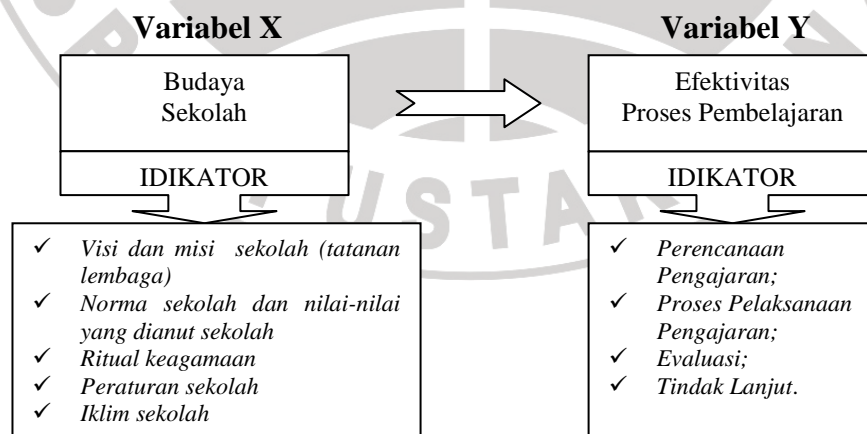 Variabel X
Budaya
Sekolah
IDIKATOR
✓ Visi dan misi sekolah (tatanan
lembaga)
✓ Norma sekolah dan nilai-nilai
yang dianut sekolah
✓ Ritual keagamaan
✓ Peraturan sekolah
✓ Iklim sekolah
Variabel Y
Efektivitas
Proses Pembelajaran
IDIKATOR
✓ Perencanaan
Pengajaran;
✓ Proses Pelaksanaan
Pengajaran;
✓ Evaluasi;
✓ Tindak Lanjut.